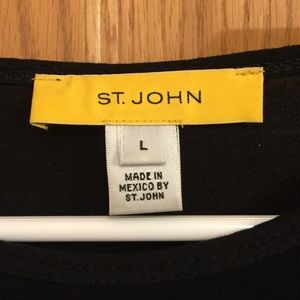 ST. JOHN
L
MADE IN
MEXICO BY
ST. JOHN